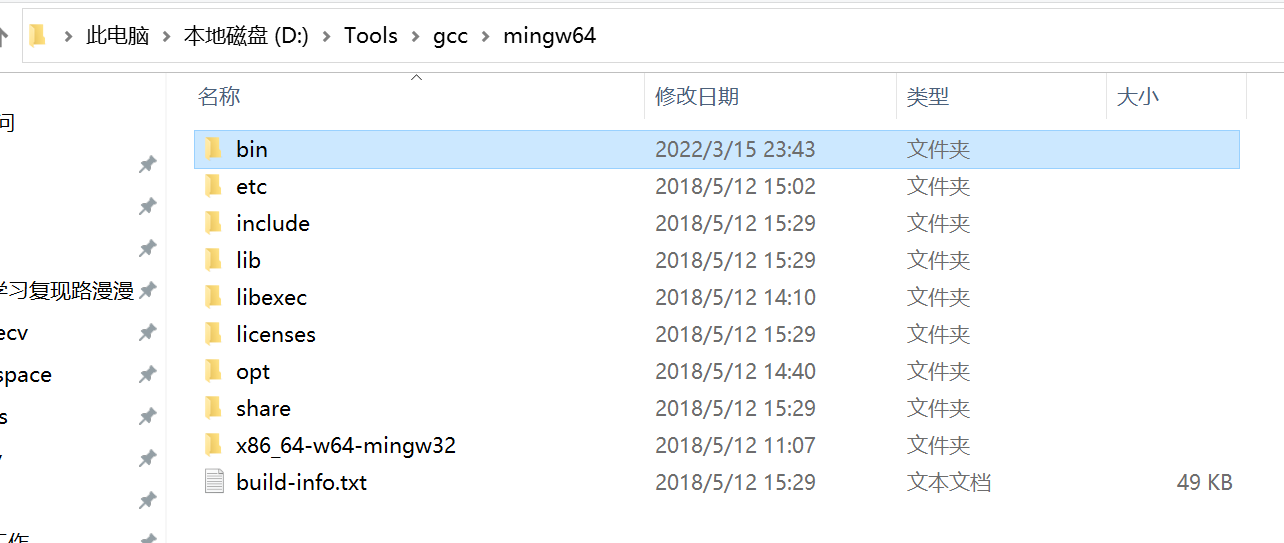 此电脑 > 本地磁盘 (D:) > Tools > gcc > mingw64
名称 修改日期 类型 大小
问
bin 2022/3/15 23:43 文件夹
etc 2018/5/12 15:02 文件夹
include 2018/5/12 15:29 文件夹
lib 2018/5/12 15:29 文件夹
学习复现路漫漫
libexec 2018/5/12 14:10 文件夹
ecv
licenses 2018/5/12 15:29 文件夹
space
opt 2018/5/12 14:40 文件夹
s
share 2018/5/12 15:29 文件夹
x86_64-w64-mingw32 2018/5/12 11:07 文件夹
build-info.txt 2018/5/12 15:29 文本文档 49 KB
工作